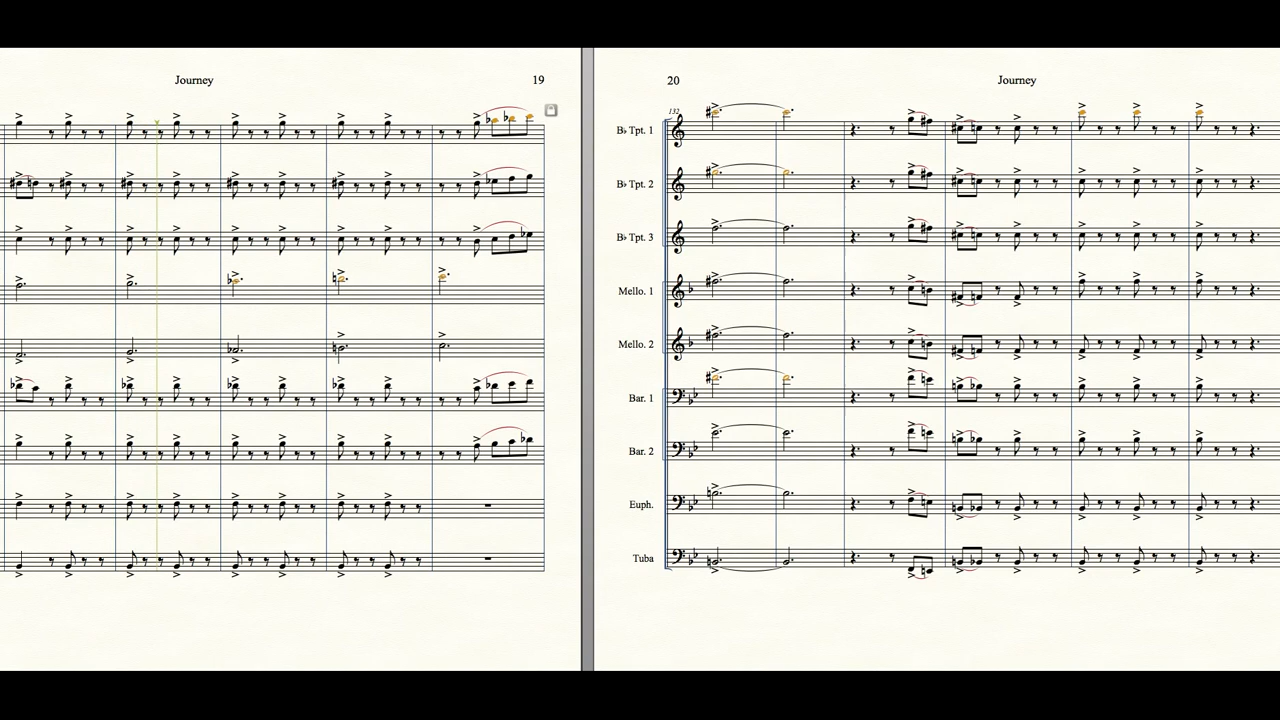 Journey
19
20
Journey
132
B♭ Tpt. 1
B♭ Tpt. 2
B♭ Tpt. 3
Mello. 1
Mello. 2
Bar. 1
Bar. 2
Euph.
Tuba